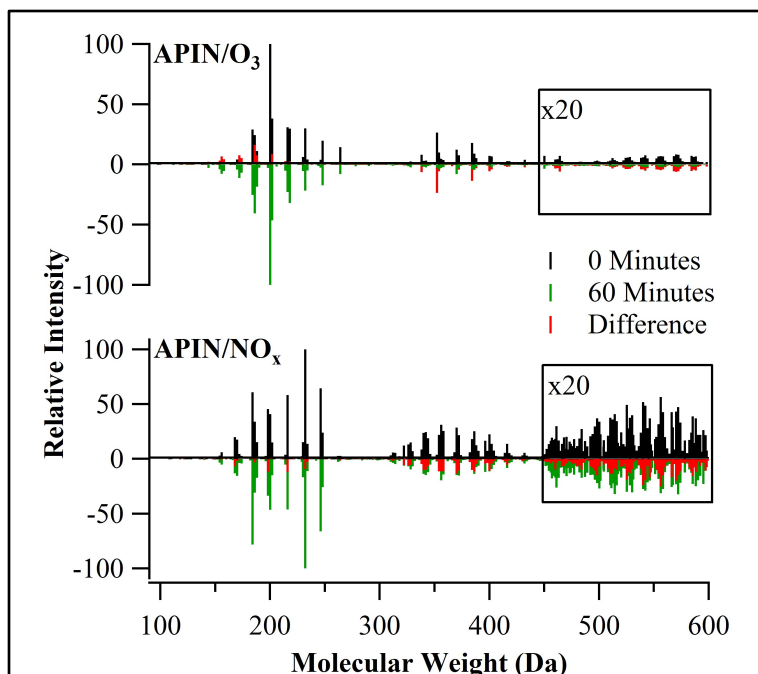 APIN/O3
100
50
0
-50
-100
x20
0 Minutes
60 Minutes
Difference
Relative Intensity
APIN/NOx
100
50
0
-50
-100
x20
100 200 300 400 500 600
Molecular Weight (Da)